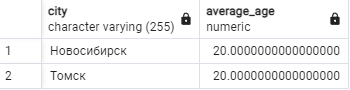 city average_age
character varying (255) numeric
1 Новосибирск 20.0000000000000000
2 Томск 20.0000000000000000